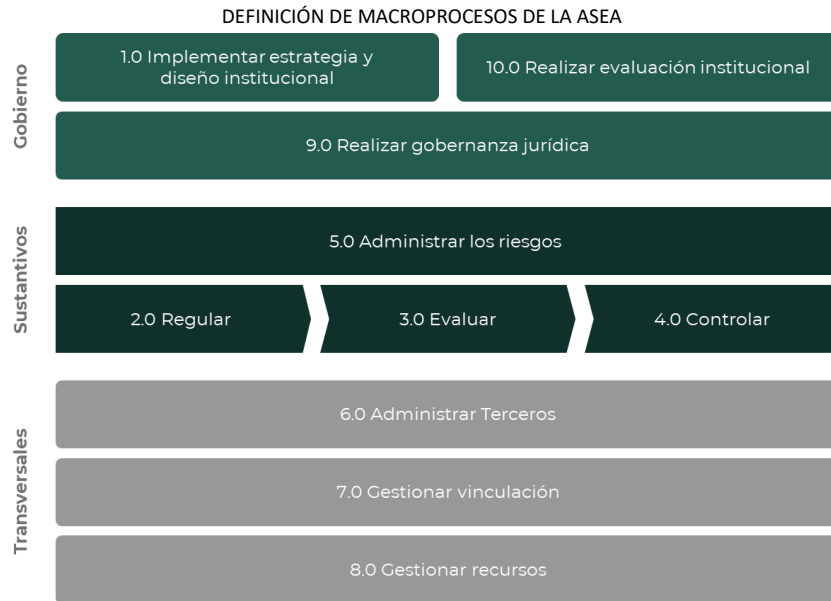 DEFINICIÓN DE MACROPROCESOS DE LA ASEA
Gobierno
1.0 Implementar estrategia y
diseño institucional
10.0 Realizar evaluación institucional
9.0 Realizar gobernanza jurídica
Sustantivos
5.0 Administrar los riesgos
2.0 Regular
3.0 Evaluar
4.0 Controlar
Transversales
6.0 Administrar Terceros
7.0 Gestionar vinculación
8.0 Gestionar recursos